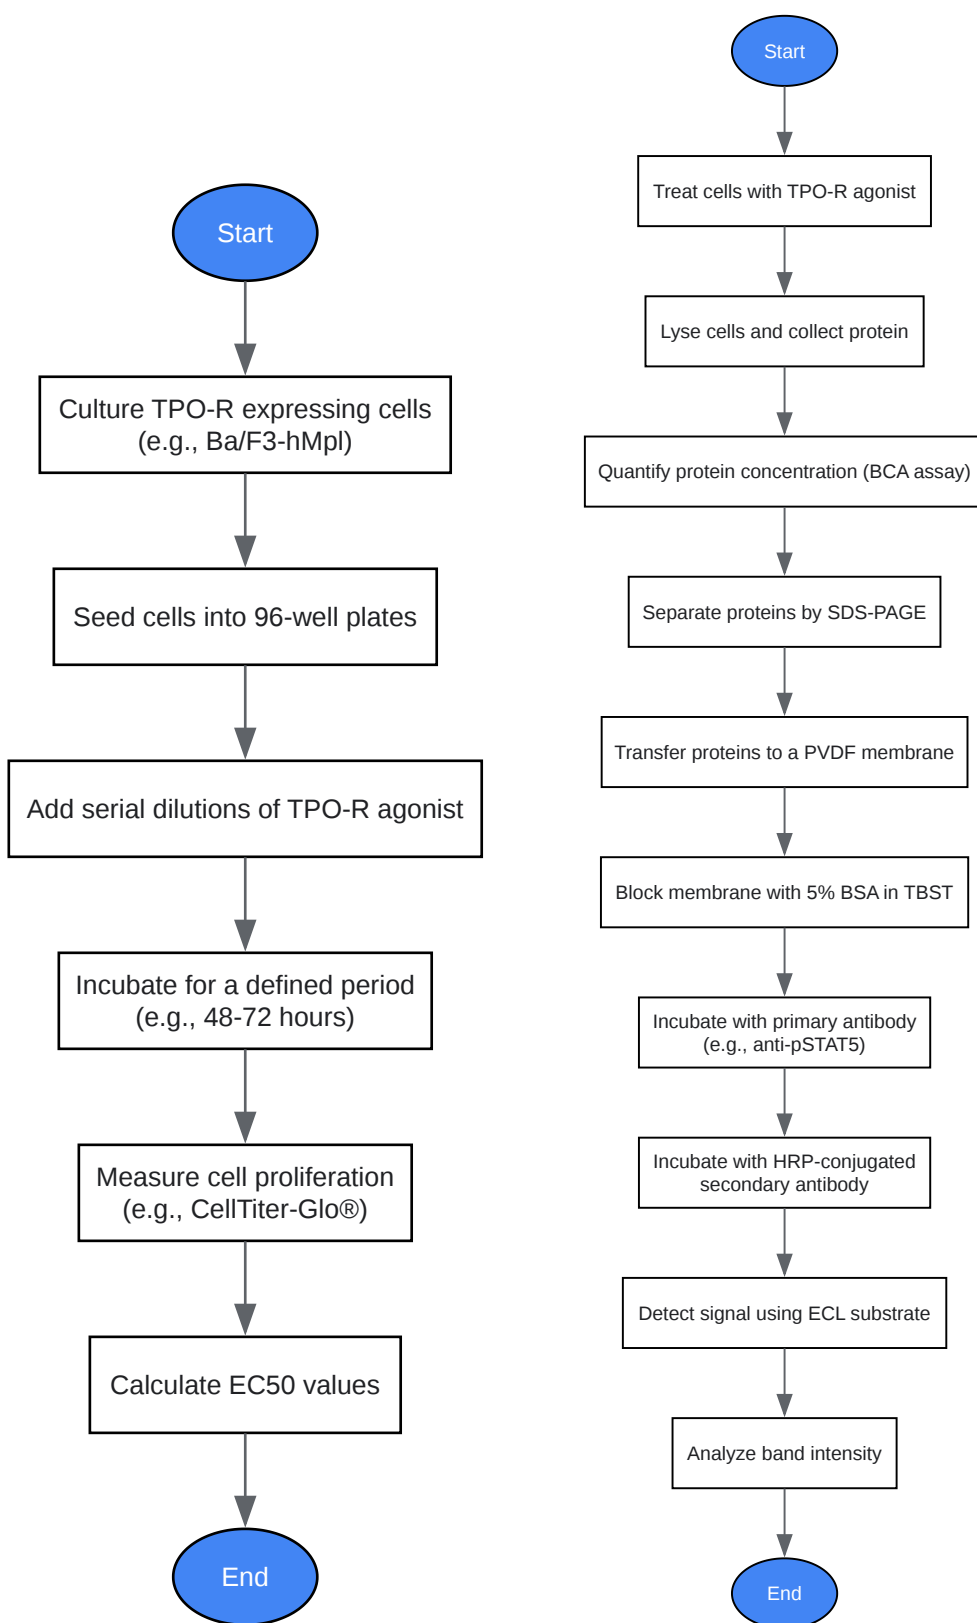 Start
Culture TPO-R expressing cells
(e.g., Ba/F3-hMpl)
Seed cells into 96-well plates
Add serial dilutions of TPO-R agonist
Incubate for a defined period
(e.g., 48-72 hours)
Measure cell proliferation
(e.g., CellTiter-Glo®)
Calculate EC50 values
End
Start
Treat cells with TPO-R agonist
Lyse cells and collect protein
Quantify protein concentration (BCA assay)
Separate proteins by SDS-PAGE
Transfer proteins to a PVDF membrane
Block membrane with 5% BSA in TBST
Incubate with primary antibody
(e.g., anti-pSTAT5)
Incubate with HRP-conjugated
secondary antibody
Detect signal using ECL substrate
Analyze band intensity
End